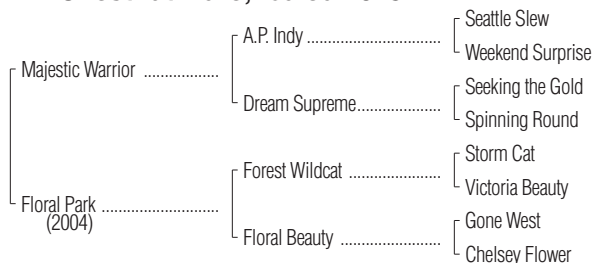 Seattle Slew
A.P. Indy ........................
Weekend Surprise
Majestic Warrior .................
Seeking the Gold
Dream Supreme...................
Spinning Round
Storm Cat
Forest Wildcat .....................
Victoria Beauty
Floral Park ..........................
(2004)
Gone West
Floral Beauty .......................
Chelsey Flower